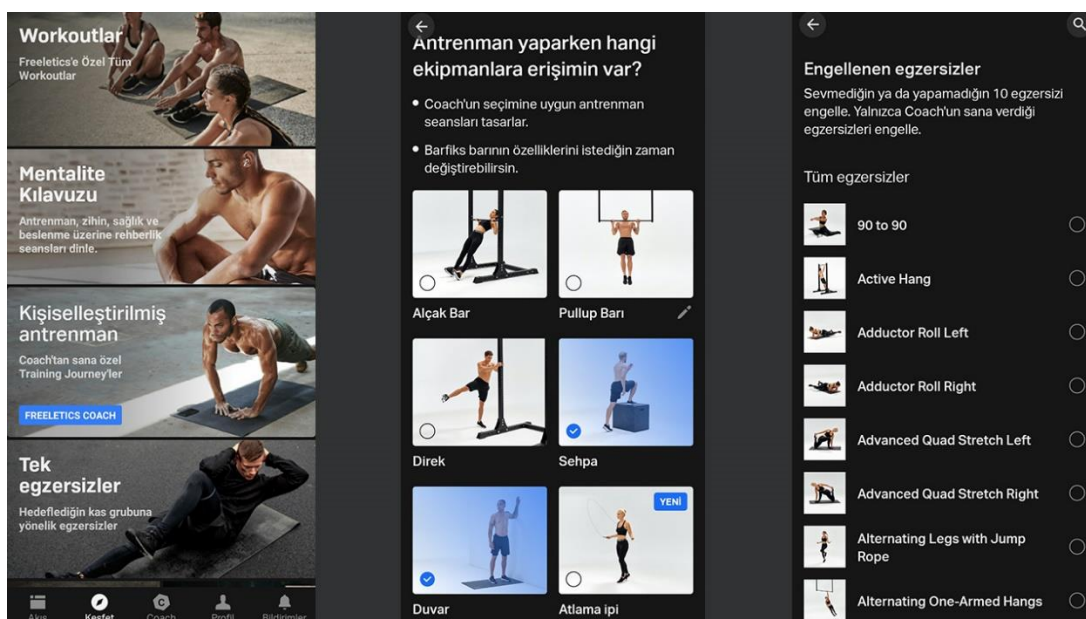 Workoutlar
Freeletics'e Özel Tüm
Workoutlar
Mentalite
Kılavuzu
Antrenman, zihin, sağlık ve
beslenme üzerine rehberlik
seansları dinle.
Kişiselleştirilmiş
antrenman
Coach'tan sana özel
Training Journey'ler
FREELETICS COACH
Tek
egzersizler
Hedeflediğin kas grubuna
yönelik egzersizler
Akış
Keşfet
Coach
Profil
Bildirimler
Antrenman yaparken hangi
ekipmanlara erişimin var?
• Coach'un seçimine uygun antrenman
seansları tasarlar.
• Barfiks barının özelliklerini istediğin zaman
değiştirebilirsin.
Alçak Bar
Pullup Barı
Direk
Sehpa
YENİ
Duvar
Atlama ipi
Engellenen egzersizler
Sevmediğin ya da yapamadığın 10 egzersizi
engelle. Yalnızca Coach'un sana verdiği
egzersizleri engelle.
Tüm egzersizler
90 to 90
Active Hang
Adductor Roll Left
Adductor Roll Right
Advanced Quad Stretch Left
Advanced Quad Stretch Right
Alternating Legs with Jump
Rope
Alternating One-Armed Hangs